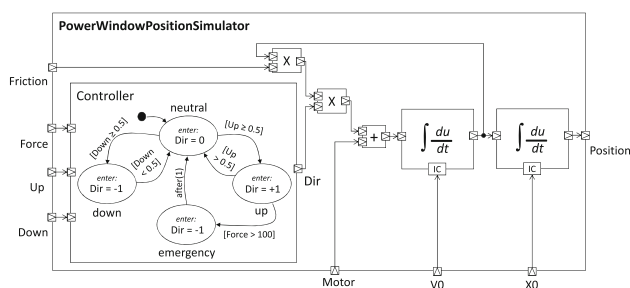 PowerWindowPositionSimulator
X
Friction
Controller
neutral
enter:
Dir = 0
[Down ≥ 0.5]
[Up ≥ 0.5]
[Down
< 0.5]
[Up
> 0.5]
X
+
∫ du
dt
∫ du
dt
Force
Up
Down
enter:
Dir = -1
down
after(1)
enter:
Dir = +1
up
Dir
Position
IC
IC
enter:
Dir = -1
[Force > 100]
emergency
Motor
V0
X0